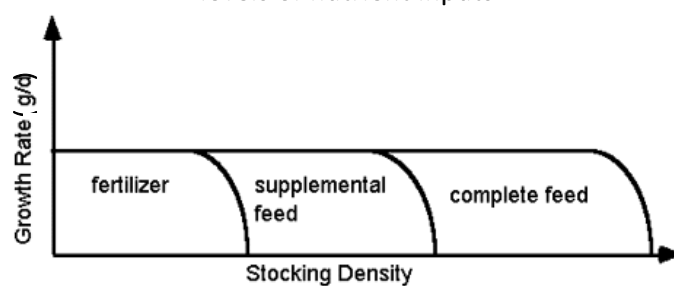 Growth Rate (g/d)
fertilizer
supplemental
feed
complete feed
Stocking Density